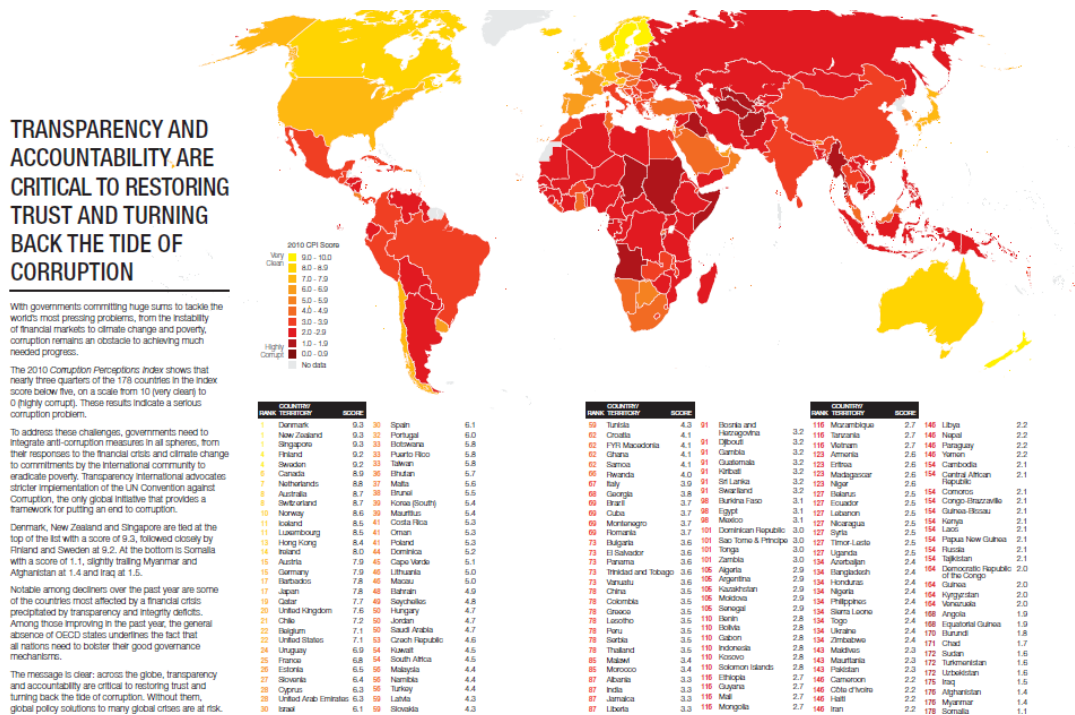 TRANSPARENCY AND
ACCOUNTABILITY ARE
CRITICAL TO RESTORING
TRUST AND TURNING
BACK THE TIDE OF
CORRUPTION
With governments committing huge sums to tackle the
world's most pressing problems, from the instability
of financial markets to climate change and poverty,
corruption remains an obstacle to achieving much
needed progress.
The 2010 Corruption Perceptions Index shows that
nearly three quarters of the 178 countries in the index
score below five, on a scale from 10 (very clean) to
0 (highly corrupt). These results indicate a serious
corruption problem.
To address these challenges, governments need to
integrate anti-corruption measures in all spheres, from
their responses to the financial crisis and climate change
to commitments by the international community to
eradicate poverty. Transparency International advocates
stricter implementation of the UN Convention against
Corruption, the only global initiative that provides a
framework for putting an end to corruption.
Denmark, New Zealand and Singapore are tied at the
top of the list with a score of 9.3, followed closely by
Finland and Sweden at 9.2. At the bottom is Somalia
with a score of 1.1, slightly trailing Myanmar and
Afghanistan at 1.4 and Iraq at 1.5.
Notable among decliners over the past year are some
of the countries most affected by a financial crisis
precipitated by transparency and integrity deficits.
Among those improving in the past year, the general
absence of OECD states underlines the fact that
all nations need to bolster their good governance
mechanisms.
The message is clear: across the globe, transparency
and accountability are critical to restoring trust and
turning back the tide of corruption. Without them,
global policy solutions to many global crises are at risk.
2010 CPI Score
Very Clean
9.0 - 10.0
8.0 - 8.9
7.0 - 7.9
6.0 - 6.9
5.0 - 5.9
4.0 - 4.9
3.0 - 3.9
2.0 - 2.9
1.0 - 1.9
0.0 - 0.9
Highly Corrupt
No data
RANK COUNTRY/TERRITORY SCORE
1 Denmark 9.3
1 New Zealand 9.3
1 Singapore 9.3
4 Finland 9.2
4 Sweden 9.2
6 Canada 8.9
7 Netherlands 8.8
8 Australia 8.7
8 Switzerland 8.7
10 Norway 8.6
11 Iceland 8.5
11 Luxembourg 8.5
13 Hong Kong 8.4
14 Ireland 8.0
15 Austria 7.9
15 Germany 7.9
17 Barbados 7.8
17 Japan 7.8
19 Qatar 7.7
20 United Kingdom 7.6
21 Chile 7.2
22 Belgium 7.1
22 United States 7.1
24 Uruguay 6.9
25 France 6.8
26 Estonia 6.5
27 Slovenia 6.4
28 Cyprus 6.3
28 United Arab Emirates 6.3
30 Israel 6.1
30 Spain 6.1
32 Portugal 6.0
33 Botswana 5.8
33 Puerto Rico 5.8
33 Taiwan 5.8
36 Bhutan 5.7
37 Malta 5.6
38 Brunei 5.5
39 Korea (South) 5.4
39 Mauritius 5.4
41 Costa Rica 5.3
41 Oman 5.3
41 Poland 5.3
44 Dominica 5.2
45 Cape Verde 5.1
46 Lithuania 5.0
46 Macau 5.0
48 Bahrain 4.9
49 Seychelles 4.8
50 Hungary 4.7
50 Jordan 4.7
50 Saudi Arabia 4.7
53 Czech Republic 4.6
54 Kuwait 4.5
54 South Africa 4.5
56 Malaysia 4.4
56 Namibia 4.4
56 Turkey 4.4
59 Latvia 4.3
59 Slovakia 4.3
RANK COUNTRY/TERRITORY SCORE
59 Tunisia 4.3
62 Croatia 4.1
62 FYR Macedonia 4.1
62 Ghana 4.1
62 Samoa 4.1
66 Rwanda 4.0
67 Italy 3.9
68 Georgia 3.8
69 Brazil 3.7
69 Cuba 3.7
69 Montenegro 3.7
69 Romania 3.7
73 Bulgaria 3.6
73 El Salvador 3.6
73 Panama 3.6
73 Trinidad and Tobago 3.6
73 Vanuatu 3.6
78 China 3.5
78 Colombia 3.5
78 Greece 3.5
78 Lesotho 3.5
78 Peru 3.5
78 Serbia 3.5
78 Thailand 3.5
85 Malawi 3.4
85 Morocco 3.4
87 Albania 3.3
87 India 3.3
87 Jamaica 3.3
87 Liberia 3.3
91 Bosnia and
Herzegovina 3.2
91 Djibouti 3.2
91 Gambia 3.2
91 Guatemala 3.2
91 Kiribati 3.2
91 Sri Lanka 3.2
91 Swaziland 3.2
98 Burkina Faso 3.1
98 Egypt 3.1
98 Mexico 3.1
101 Dominican Republic 3.0
101 Sao Tome & Principe 3.0
101 Tonga 3.0
101 Zambia 3.0
105 Algeria 2.9
105 Argentina 2.9
105 Kazakhstan 2.9
105 Moldova 2.9
105 Senegal 2.9
110 Benin 2.8
110 Bolivia 2.8
110 Gabon 2.8
110 Indonesia 2.8
110 Kosovo 2.8
110 Solomon Islands 2.8
116 Ethiopia 2.7
116 Guyana 2.7
116 Mali 2.7
116 Mongolia 2.7
RANK COUNTRY/TERRITORY SCORE
116 Mozambique 2.7
116 Tanzania 2.7
116 Vietnam 2.7
123 Armenia 2.6
123 Eritrea 2.6
123 Madagascar 2.6
123 Niger 2.6
127 Belarus 2.5
127 Ecuador 2.5
127 Lebanon 2.5
127 Nicaragua 2.5
127 Syria 2.5
127 Timor-Leste 2.5
127 Uganda 2.5
134 Azerbaijan 2.4
134 Bangladesh 2.4
134 Honduras 2.4
134 Nigeria 2.4
134 Philippines 2.4
134 Sierra Leone 2.4
134 Togo 2.4
134 Ukraine 2.4
134 Zimbabwe 2.4
143 Maldives 2.3
143 Mauritania 2.3
143 Pakistan 2.3
146 Cameroon 2.2
146 Côte d'Ivoire 2.2
146 Haiti 2.2
146 Iran 2.2
146 Libya 2.2
146 Nepal 2.2
146 Paraguay 2.2
146 Yemen 2.2
154 Cambodia 2.1
154 Central African
Republic 2.1
154 Comoros 2.1
154 Congo-Brazzaville 2.1
154 Guinea-Bissau 2.1
154 Kenya 2.1
154 Laos 2.1
154 Papua New Guinea 2.1
154 Russia 2.1
154 Tajikistan 2.1
164 Democratic Republic 2.0
of the Congo
164 Guinea 2.0
164 Kyrgyzstan 2.0
164 Venezuela 2.0
168 Angola 1.9
168 Equatorial Guinea 1.9
170 Burundi 1.8
171 Chad 1.7
172 Sudan 1.6
172 Turkmenistan 1.6
172 Uzbekistan 1.6
175 Iraq 1.5
176 Afghanistan 1.4
176 Myanmar 1.4
178 Somalia 1.1